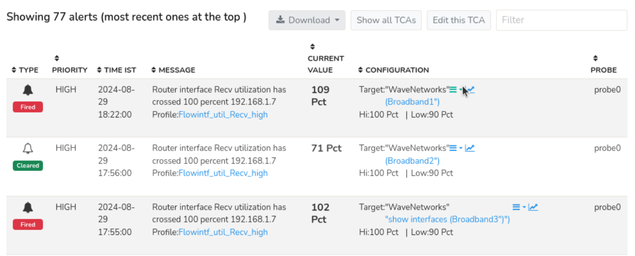 Showing 77 alerts (most recent ones at the top )
Download
Show all TCAs
Edit this TCA
Filter
TYPE
PRIORITY
TIME IST
MESSAGE
CURRENT
VALUE
CONFIGURATION
PROBE
Fired
HIGH
2024-08-
29
18:22:00
Router interface Recv utilization has
crossed 100 percent 192.168.1.7
Profile:Flowintf_util_Recv_high
109
Pct
Target:"WaveNetworks"
(Broadband1")
Hi:100 Pct | Low:90 Pct
probe0
Cleared
HIGH
2024-08-
29
17:56:00
Router interface Recv utilization has
crossed 100 percent 192.168.1.7
Profile:Flowintf_util_Recv_high
71 Pct
Target:"WaveNetworks"
(Broadband2")
Hi:100 Pct | Low:90 Pct
probe0
Fired
HIGH
2024-08-
29
17:55:00
Router interface Recv utilization has
crossed 100 percent 192.168.1.7
Profile:Flowintf_util_Recv_high
102
Pct
Target:"WaveNetworks"
"show interfaces (Broadband3")")
Hi:100 Pct | Low:90 Pct
probe0